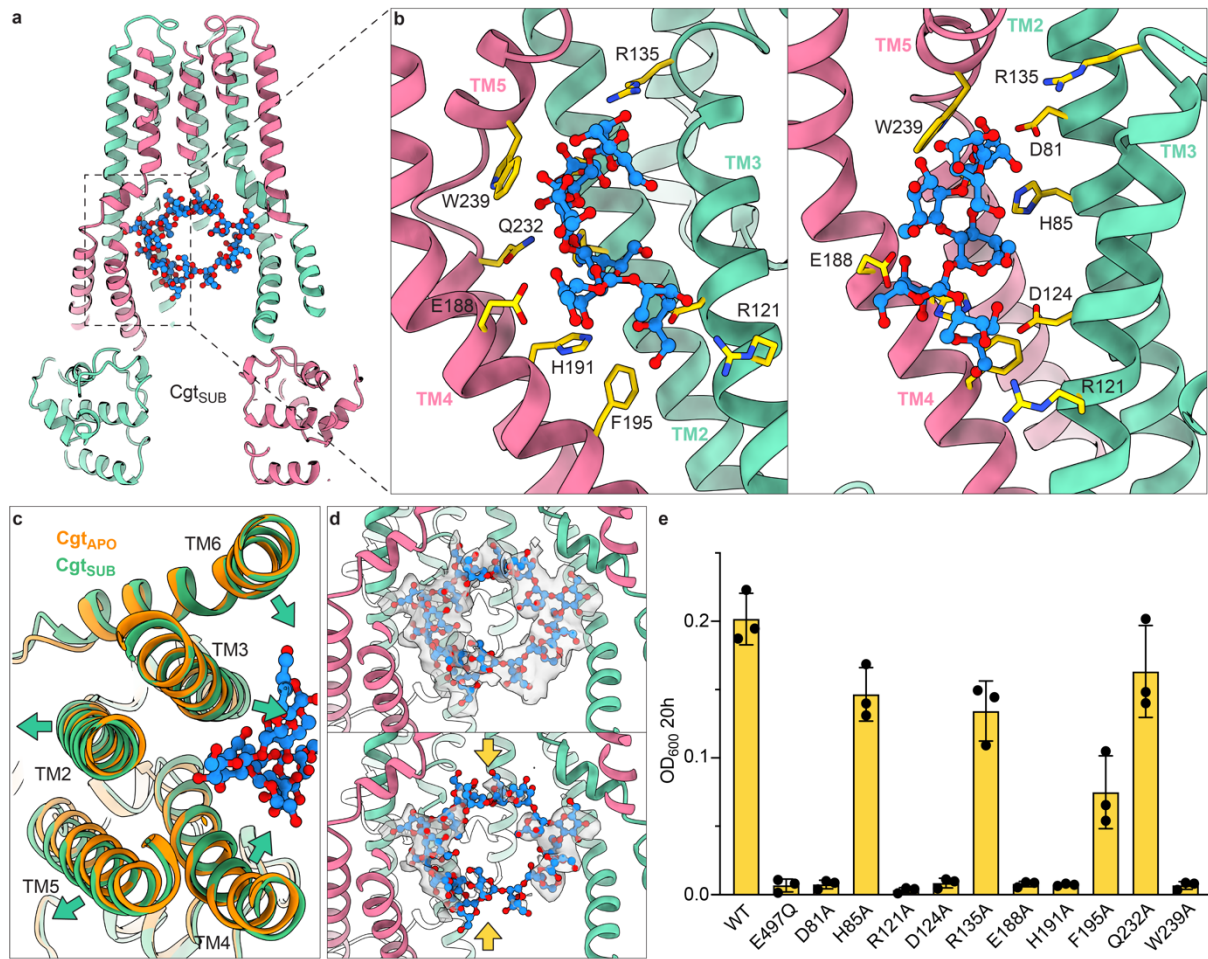 a
Cgt_SUB
b
TM5
R135
TM3
W239
Q232
E188
H191
R121
F195
TM4
TM2
TM5
TM2
R135
W239
D81
TM3
H85
E188
D124
TM4
R121
c
Cgt_APO
Cgt_SUB
TM6
TM3
TM2
TM5
TM4
d
e
OD_600 20h
0.2
0.1
0.0
WT
E497Q
D81A
H85A
R121A
D124A
R135A
E188A
H191A
F195A
Q232A
W239A